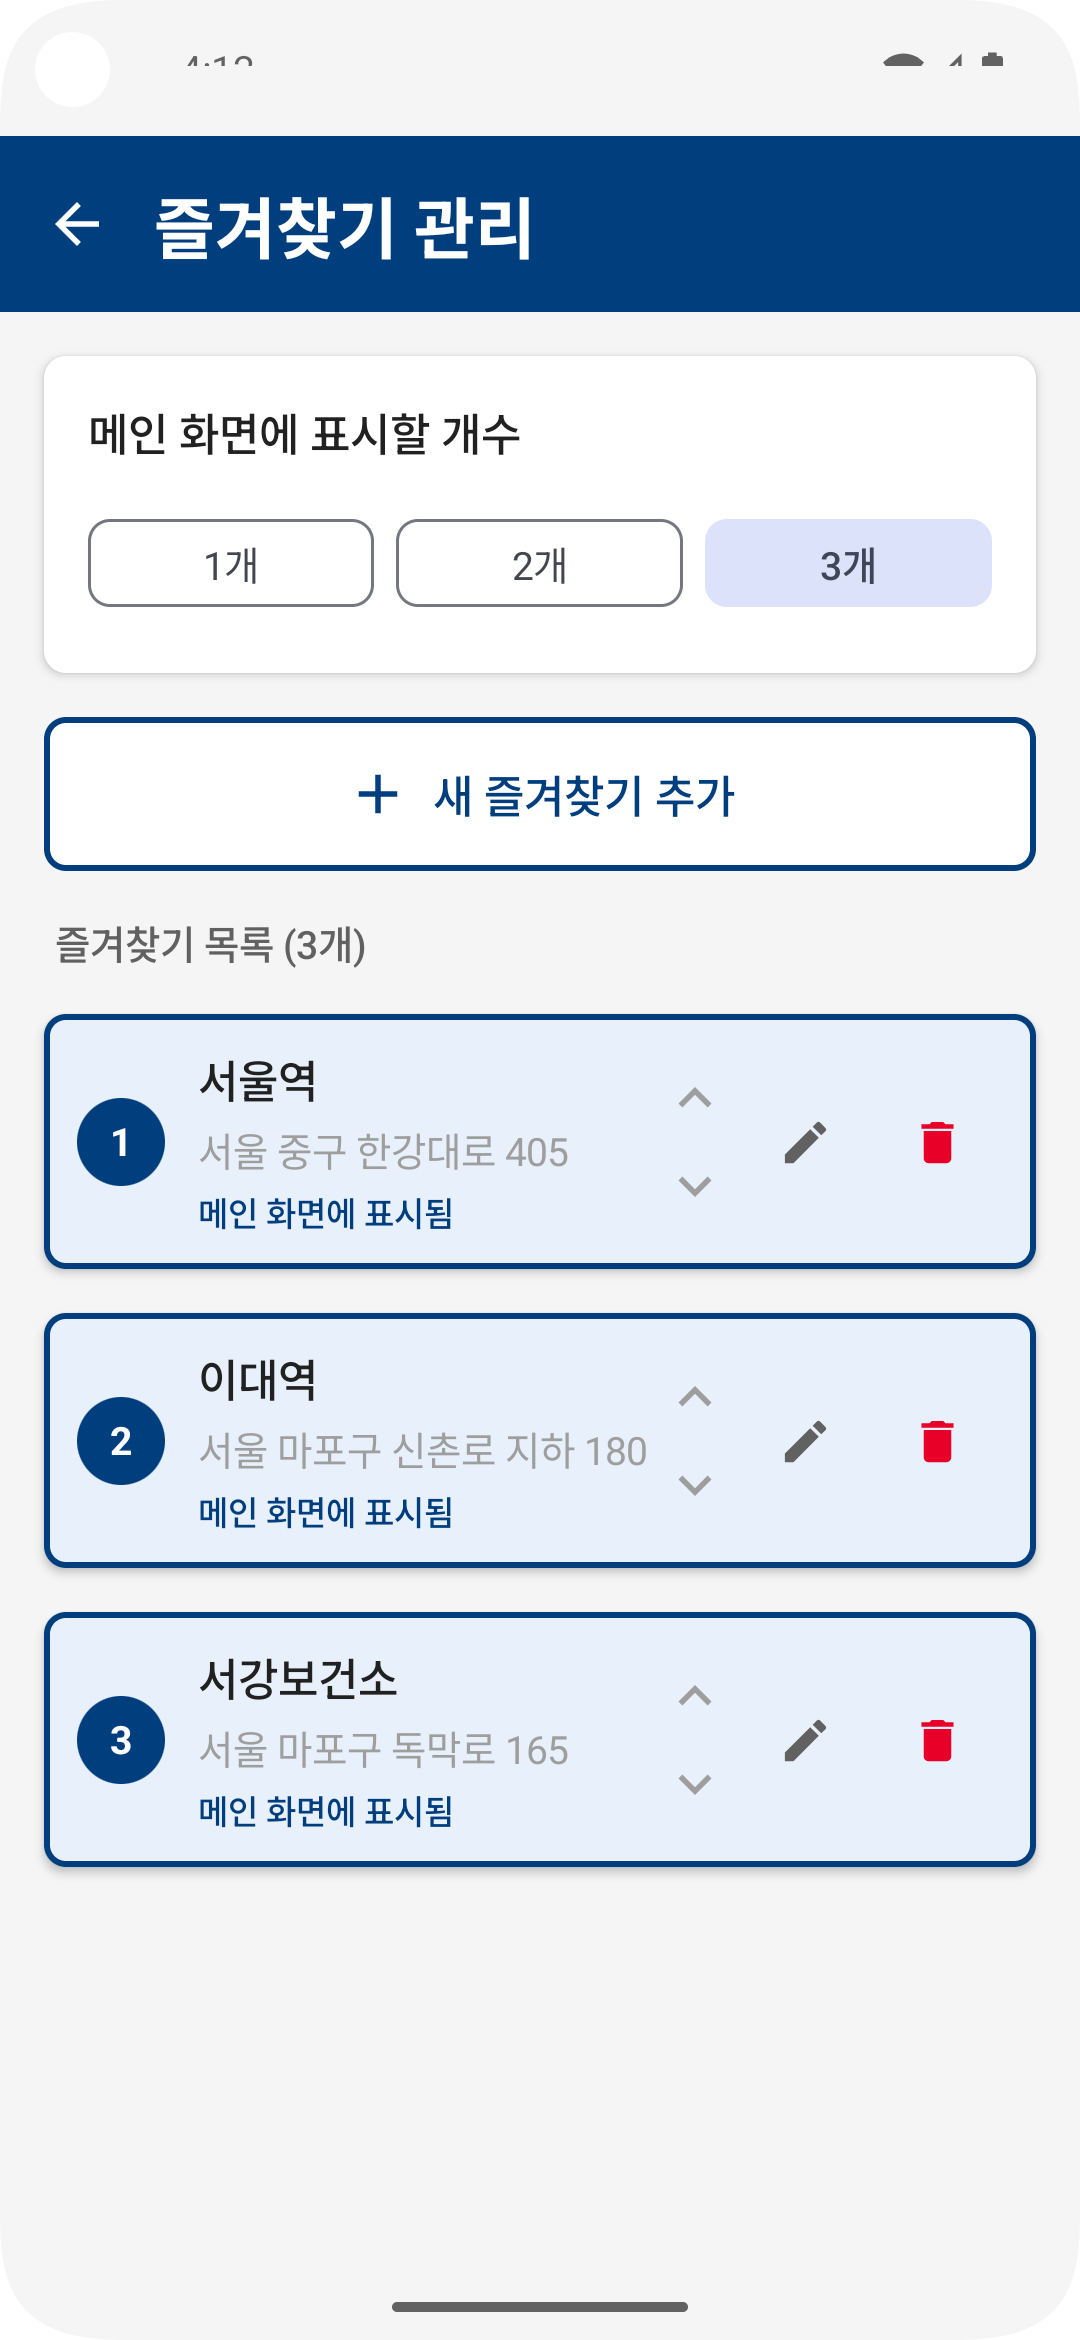 즐겨찾기 관리
메인 화면에 표시할 개수
1개 2개 3개
새 즐겨찾기 추가
즐겨찾기 목록 (3개)
1
서울역
서울 중구 한강대로 405
메인 화면에 표시됨
2
이대역
서울 마포구 신촌로 지하 180
메인 화면에 표시됨
3
서강보건소
서울 마포구 독막로 165
메인 화면에 표시됨